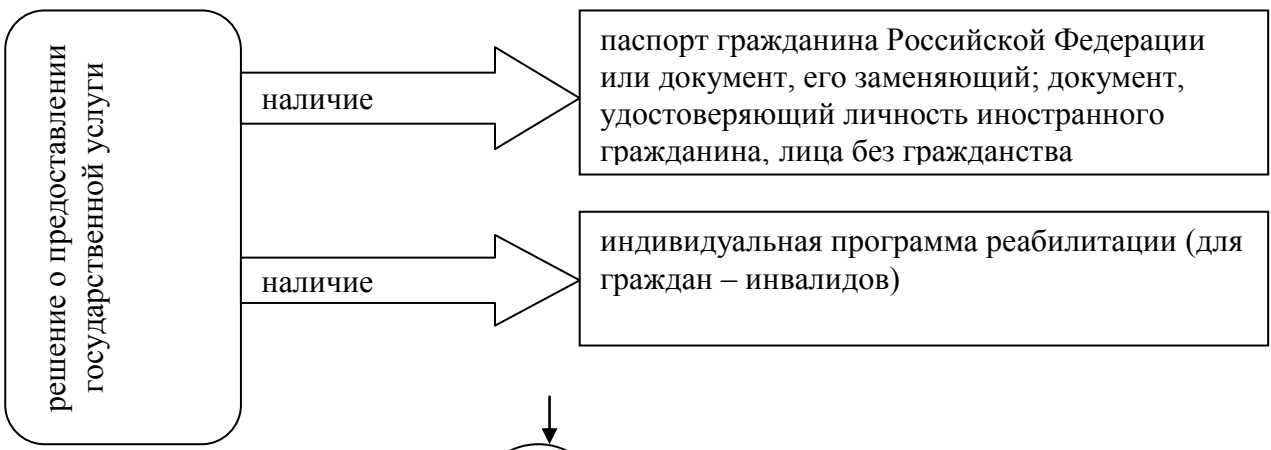 решение о предоставлении
государственной услуги
наличие
паспорт гражданина Российской Федерации
или документ, его заменяющий; документ,
удостоверяющий личность иностранного
гражданина, лица без гражданства
наличие
индивидуальная программа реабилитации (для
граждан – инвалидов)